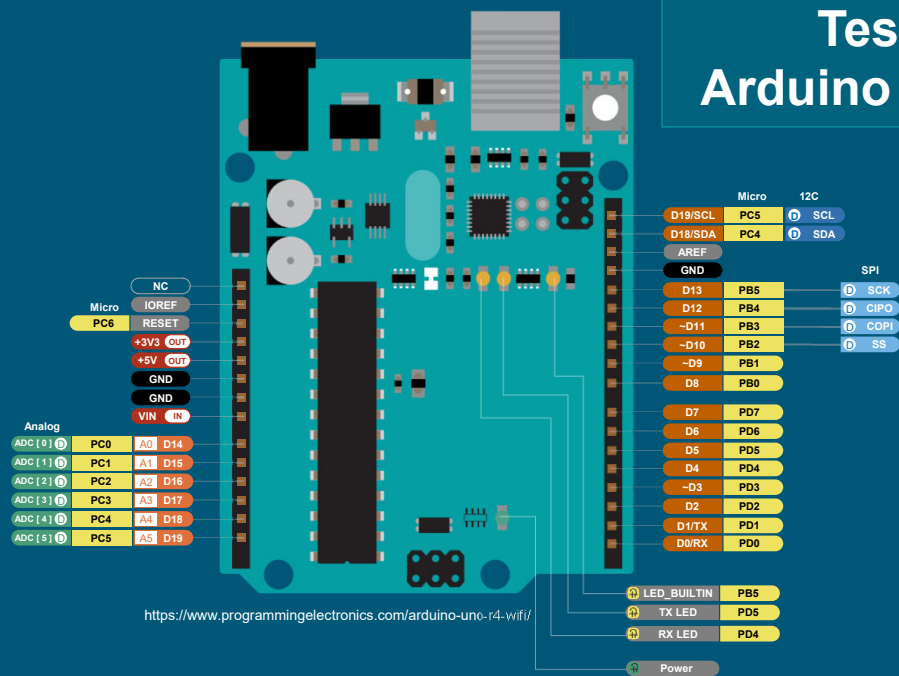 Tes
Arduino
Micro 12C
D19/SCL PC5 D SCL
D18/SDA PC4 D SDA
AREF
GND
SPI
D13 PB5 D SCK
D12 PB4 D CIPO
~D11 PB3 D COPI
~D10 PB2 D SS
~D9 PB1
D8 PB0
D7 PD7
D6 PD6
D5 PD5
D4 PD4
~D3 PD3
D2 PD2
D1/TX PD1
D0/RX PD0
NC
IOREF
Micro
PC6 RESET
+3V3 OUT
+5V OUT
GND
GND
VIN IN
Analog
ADC [ 0 ] D PC0 A0 D14
ADC [ 1 ] D PC1 A1 D15
ADC [ 2 ] D PC2 A2 D16
ADC [ 3 ] D PC3 A3 D17
ADC [ 4 ] D PC4 A4 D18
ADC [ 5 ] D PC5 A5 D19
LED_BUILTIN PB5
TX LED PD5
RX LED PD4
Power
https://www.programmingelectronics.com/arduino-uno-r4-wifi/